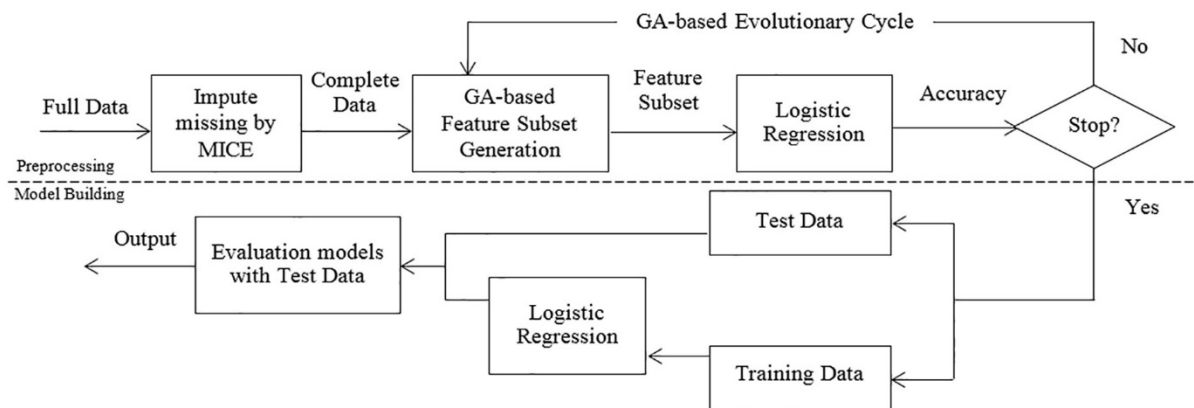 GA-based Evolutionary Cycle
No
Full Data
Impute
missing by
MICE
Complete
Data
GA-based
Feature Subset
Generation
Feature
Subset
Logistic
Regression
Accuracy
Stop?
Preprocessing
Model Building
Yes
Output
Evaluation models
with Test Data
Test Data
Logistic
Regression
Training Data